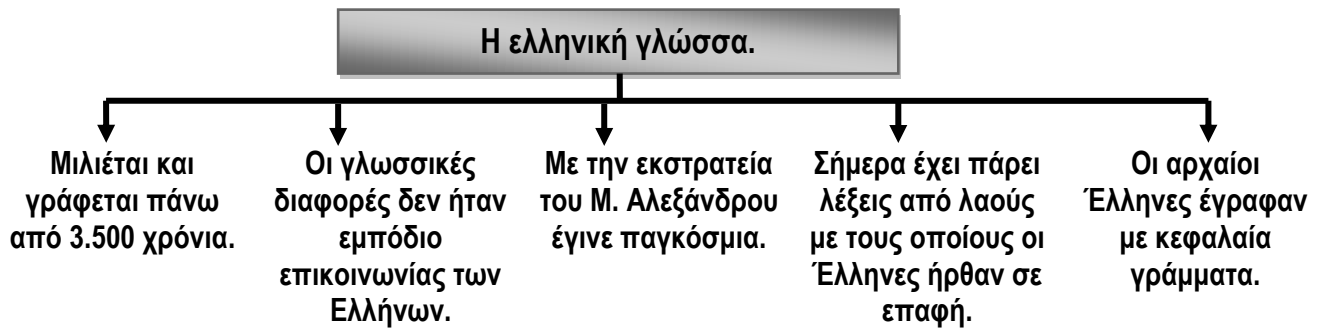 Η ελληνική γλώσσα.
Μιλιέται και
γράφεται πάνω
από 3.500 χρόνια.
Οι γλωσσικές
διαφορές δεν ήταν
εμπόδιο
επικοινωνίας των
Ελλήνων.
Με την εκστρατεία
του Μ. Αλεξάνδρου
έγινε παγκόσμια.
Σήμερα έχει πάρει
λέξεις από λαούς
με τους οποίους οι
Έλληνες ήρθαν σε
επαφή.
Οι αρχαίοι
Έλληνες έγραφαν
με κεφαλαία
γράμματα.